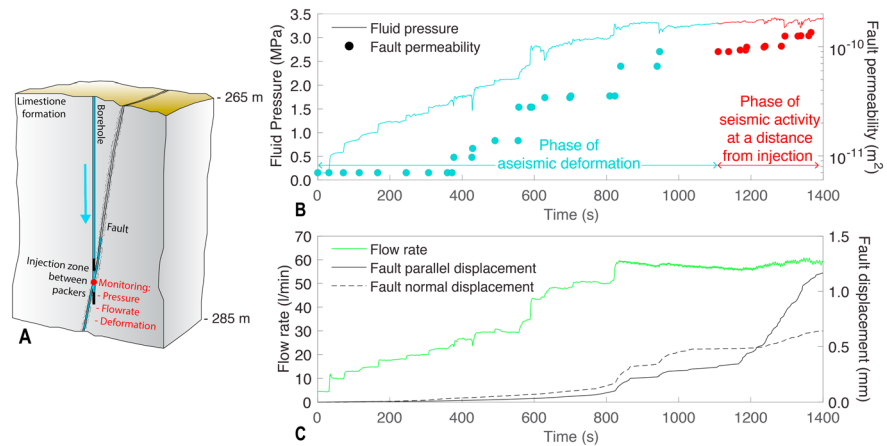 A
Limestone
formation
Borehole
- 265 m
Fault
Injection zone
between
packers
Monitoring:
- Pressure
- Flowrate
- Deformation
- 285 m
B
Fluid Pressure (MPa)
3.5
3.0
2.5
2.0
1.5
1.0
0.5
0.0
Fluid pressure
Fault permeability
Phase of
aseismic deformation
Phase of
seismic activity
at a distance
from injection
10⁻¹⁰
10⁻¹¹
Fault permeability (m²)
0 200 400 600 800 1000 1200 1400
Time (s)
C
Flow rate (l/min)
70
60
50
40
30
20
10
0
Flow rate
Fault parallel displacement
Fault normal displacement
1.5
1.0
0.5
0.0
Fault displacement (mm)
0 200 400 600 800 1000 1200 1400
Time (s)